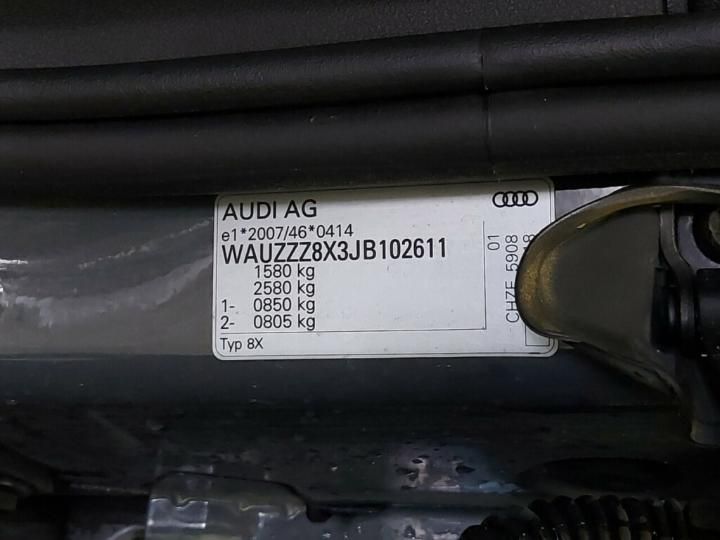 AUDI AG
e1*2007/46*0414
WAUZZZ8X3JB102611
1580 kg
2580 kg
1- 0850 kg
2- 0805 kg
Typ 8X
01
CHZE 5908